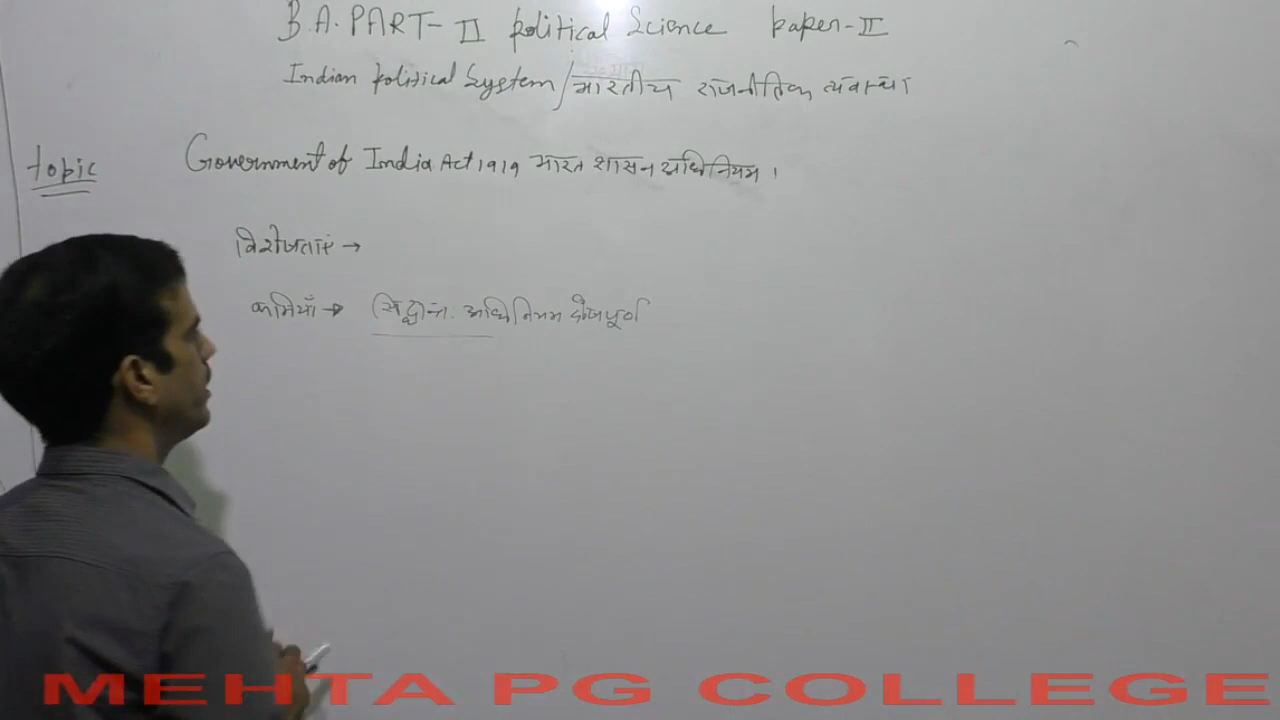 B.A. PART-II political Science paper-II
Indian political System/भारतीय राजनीतिक व्यवस्था
topic Government of India Act 1919 भारत शासन अधिनियम ।
विशेषताएं →
कमियाँ → सिद्धान्त: अधिनियम दोषपूर्ण
MEHTA PG COLLEGE